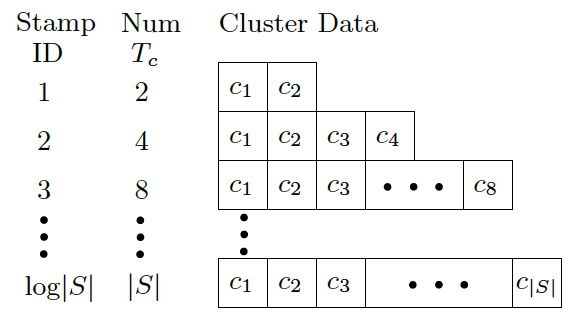 Stamp ID Num T_c Cluster Data
1 2 c_1 c_2
2 4 c_1 c_2 c_3 c_4
3 8 c_1 c_2 c_3 • • • c_8
⋮ ⋮ ⋮
log|S| |S| c_1 c_2 c_3 • • • c_{|S|}